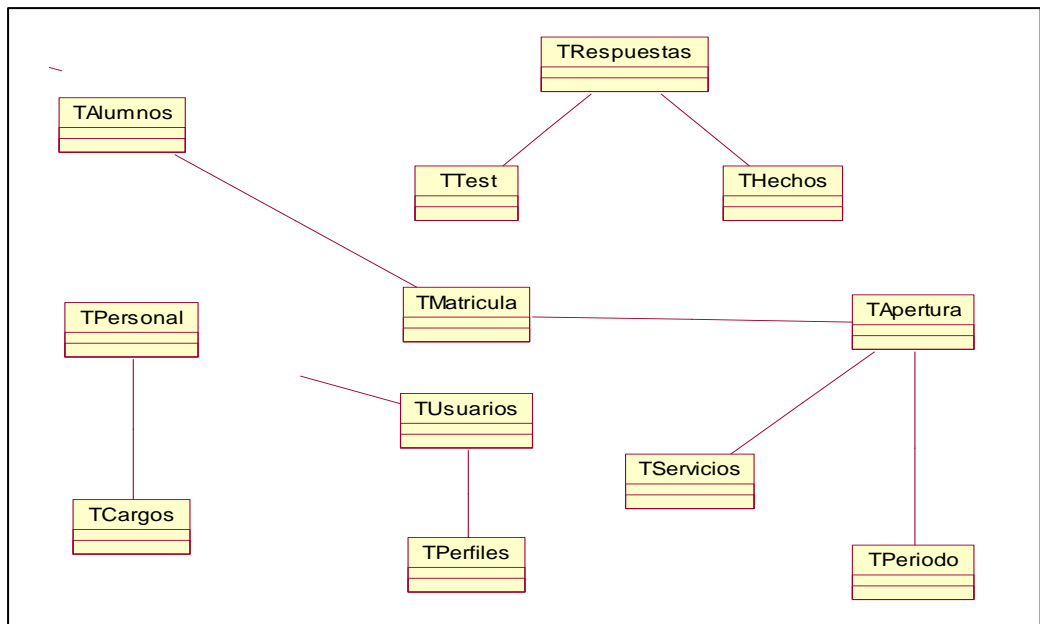 TRespuestas
TAlumnos
TTest
THechos
TMatricula
TPersonal
TApertura
TUsuarios
TServicios
TCargos
TPerfiles
TPeriodo